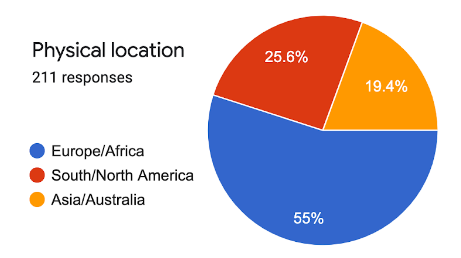 Physical location
211 responses
25.6%
19.4%
Europe/Africa
South/North America
Asia/Australia
55%